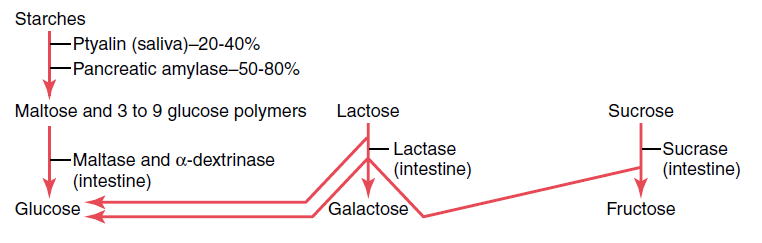 Starches
Ptyalin (saliva)–20-40%
Pancreatic amylase–50-80%
Maltose and 3 to 9 glucose polymers
Lactose
Sucrose
Maltase and α-dextrinase
(intestine)
Lactase
(intestine)
Sucrase
(intestine)
Glucose
Galactose
Fructose